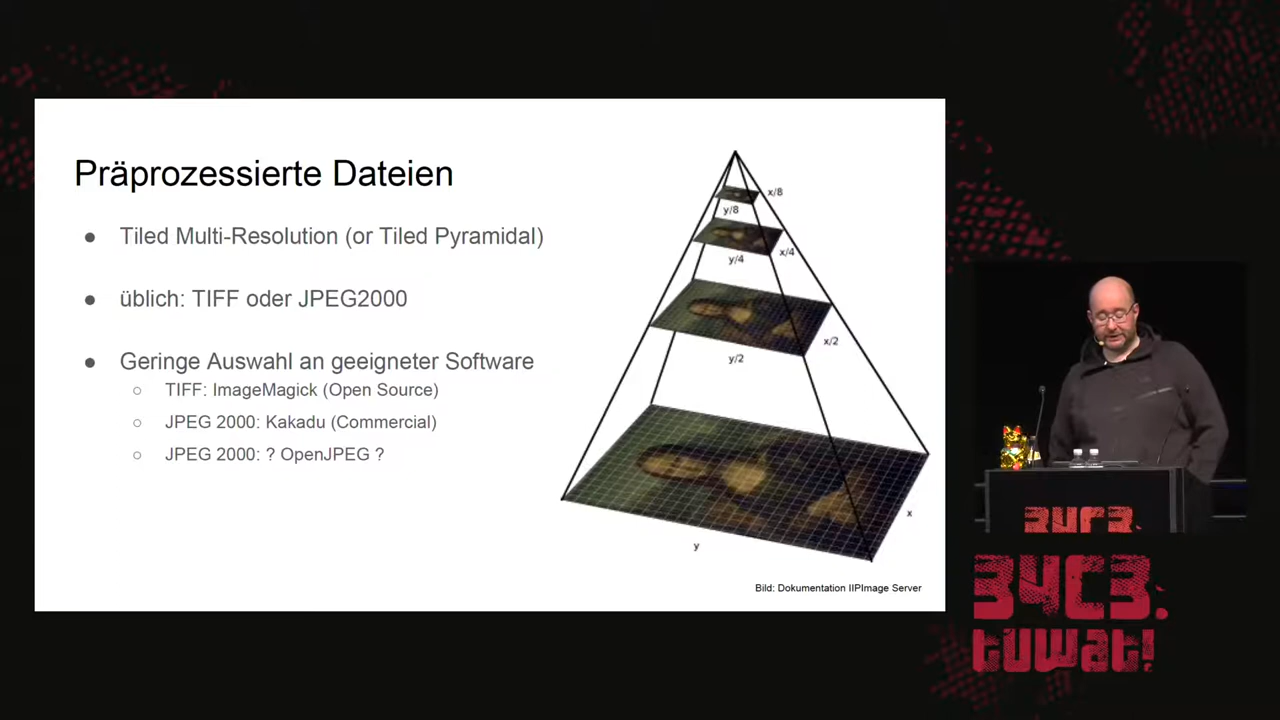 Präprozessierte Dateien
● Tiled Multi-Resolution (or Tiled Pyramidal)
● üblich: TIFF oder JPEG2000
● Geringe Auswahl an geeigneter Software
○ TIFF: ImageMagick (Open Source)
○ JPEG 2000: Kakadu (Commercial)
○ JPEG 2000: ? OpenJPEG ?
x/8
y/8
x/4
y/4
x/2
y/2
x
y
Bild: Dokumentation IIPImage Server
34C3.
34C3.
tuwat!